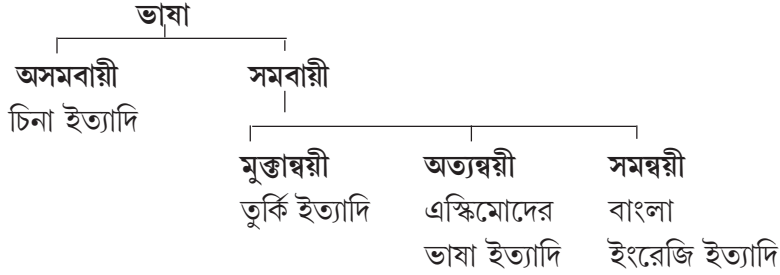 ভাষা
অসমবায়ী সমবায়ী
চিনা ইত্যাদি
মুক্তান্বয়ী অত্যন্বয়ী সমন্বয়ী
তুর্কি ইত্যাদি এস্কিমোদের বাংলা
ভাষা ইত্যাদি ইংরেজি ইত্যাদি